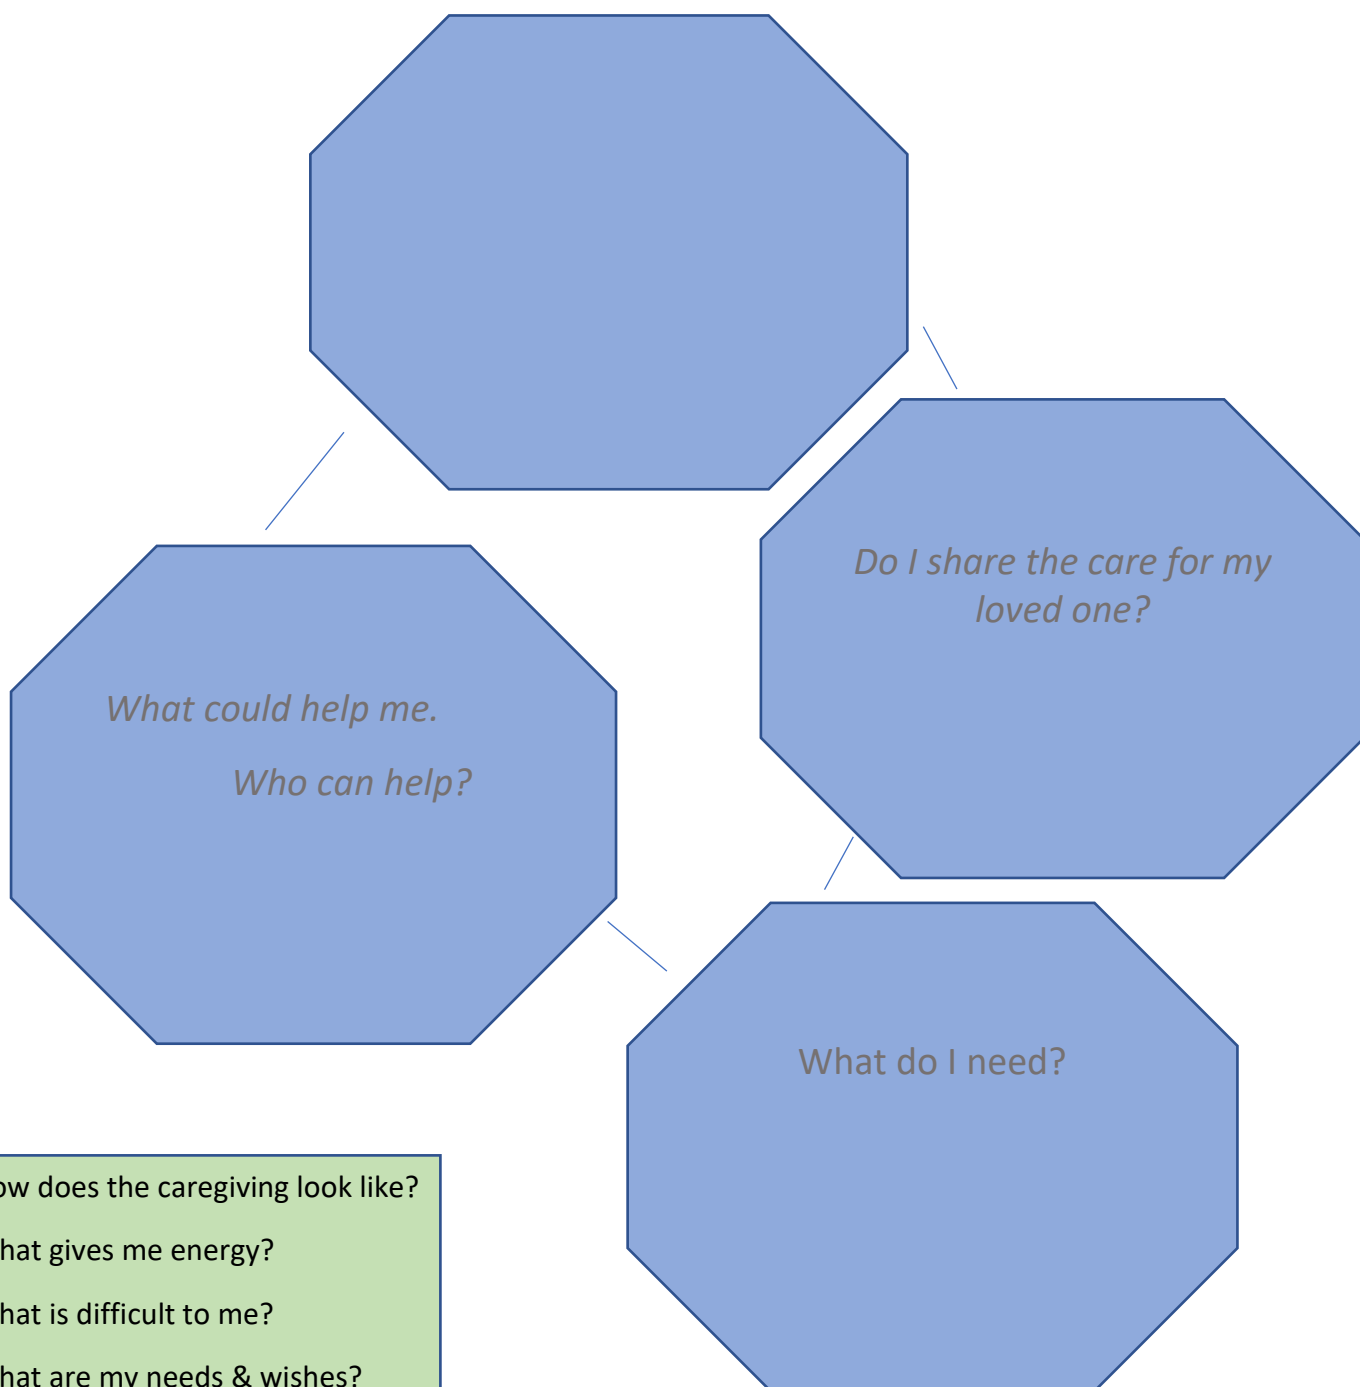 Do I share the care for my
loved one?
What could help me.
Who can help?
What do I need?
ow does the caregiving look like?
hat gives me energy?
hat is difficult to me?
hat are my needs & wishes?